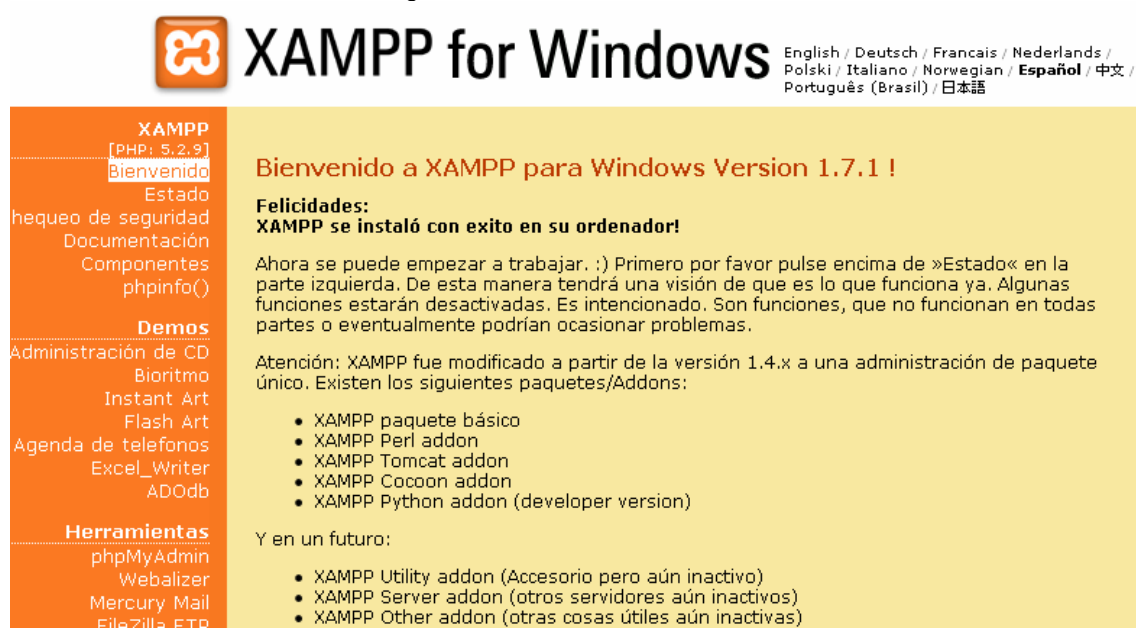 XAMPP for Windows
English / Deutsch / Francais / Nederlands /
Polski / Italiano / Norwegian / Español / 中文 /
Português (Brasil) / 日本語
XAMPP
[PHP: 5.2.9]
Bienvenido
Estado
hequeo de seguridad
Documentación
Componentes
phpinfo()
Demos
Administración de CD
Bioritmo
Instant Art
Flash Art
Agenda de telefonos
Excel_Writer
ADOdb
Herramientas
phpMyAdmin
Webalizer
Mercury Mail
FileZilla FTP
Bienvenido a XAMPP para Windows Version 1.7.1 !
Felicidades:
XAMPP se instaló con exito en su ordenador!
Ahora se puede empezar a trabajar. :) Primero por favor pulse encima de »Estado« en la
parte izquierda. De esta manera tendrá una visión de que es lo que funciona ya. Algunas
funciones estarán desactivadas. Es intencionado. Son funciones, que no funcionan en todas
partes o eventualmente podrían ocasionar problemas.
Atención: XAMPP fue modificado a partir de la versión 1.4.x a una administración de paquete
único. Existen los siguientes paquetes/Addons:
• XAMPP paquete básico
• XAMPP Perl addon
• XAMPP Tomcat addon
• XAMPP Cocoon addon
• XAMPP Python addon (developer version)
Y en un futuro:
• XAMPP Utility addon (Accesorio pero aún inactivo)
• XAMPP Server addon (otros servidores aún inactivos)
• XAMPP Other addon (otras cosas útiles aún inactivas)